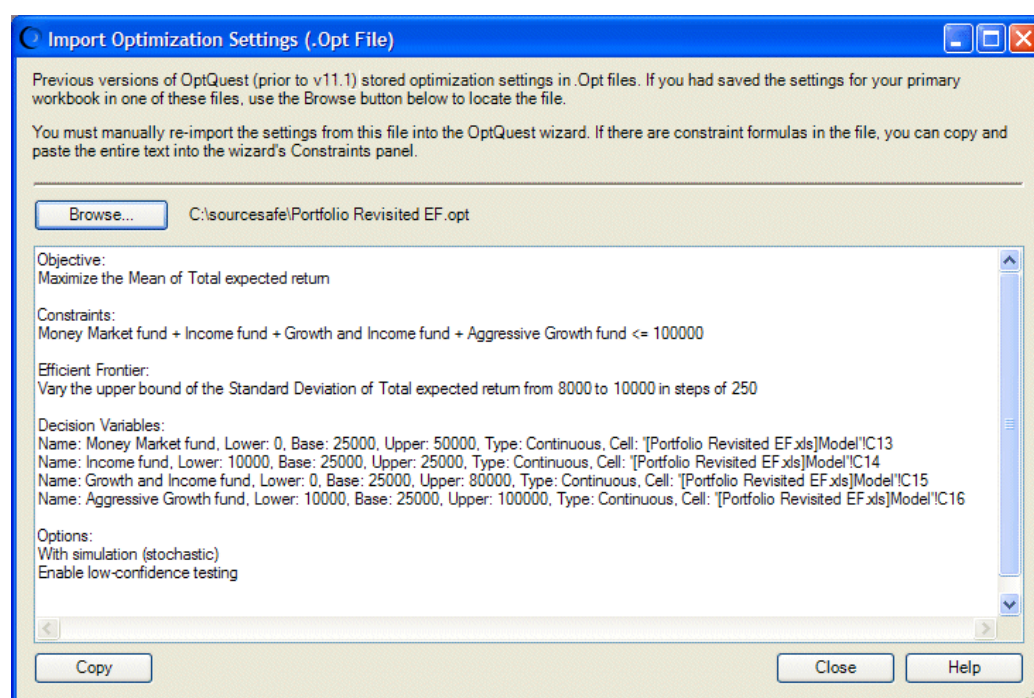 Import Optimization Settings (.Opt File)
Previous versions of OptQuest (prior to v11.1) stored optimization settings in .Opt files. If you had saved the settings for your primary
workbook in one of these files, use the Browse button below to locate the file.
You must manually re-import the settings from this file into the OptQuest wizard. If there are constraint formulas in the file, you can copy and
paste the entire text into the wizard's Constraints panel.
Browse... C:\sourcesafe\Portfolio Revisited EF.opt
Objective:
Maximize the Mean of Total expected return
Constraints:
Money Market fund + Income fund + Growth and Income fund + Aggressive Growth fund <= 100000
Efficient Frontier:
Vary the upper bound of the Standard Deviation of Total expected return from 8000 to 10000 in steps of 250
Decision Variables:
Name: Money Market fund, Lower: 0, Base: 25000, Upper: 50000, Type: Continuous, Cell: '[Portfolio Revisited EF.xls]Model'!C13
Name: Income fund, Lower: 10000, Base: 25000, Upper: 25000, Type: Continuous, Cell: '[Portfolio Revisited EF.xls]Model'!C14
Name: Growth and Income fund, Lower: 0, Base: 25000, Upper: 80000, Type: Continuous, Cell: '[Portfolio Revisited EF.xls]Model'!C15
Name: Aggressive Growth fund, Lower: 10000, Base: 25000, Upper: 100000, Type: Continuous, Cell: '[Portfolio Revisited EF.xls]Model'!C16
Options:
With simulation (stochastic)
Enable low-confidence testing
Copy Close Help